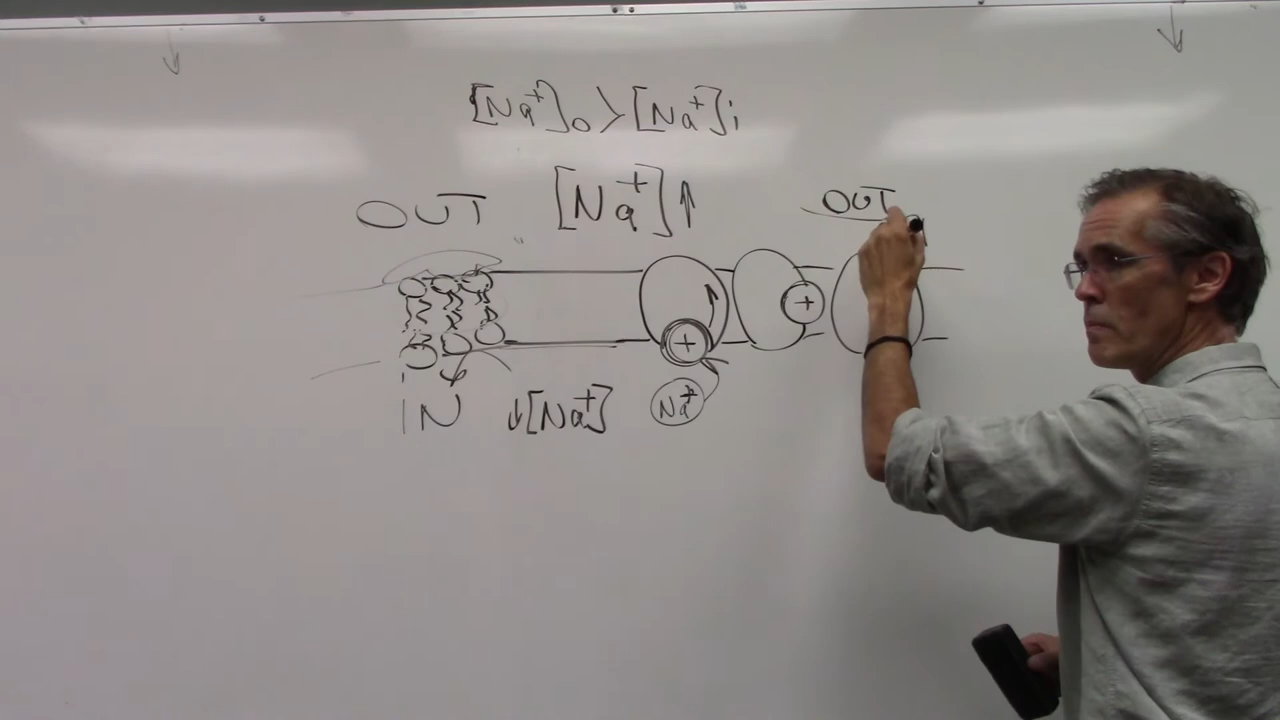 [Na+]o > [Na+]i
OUT [Na+]↑ OUT
+ +
IN ↓[Na+] Na+